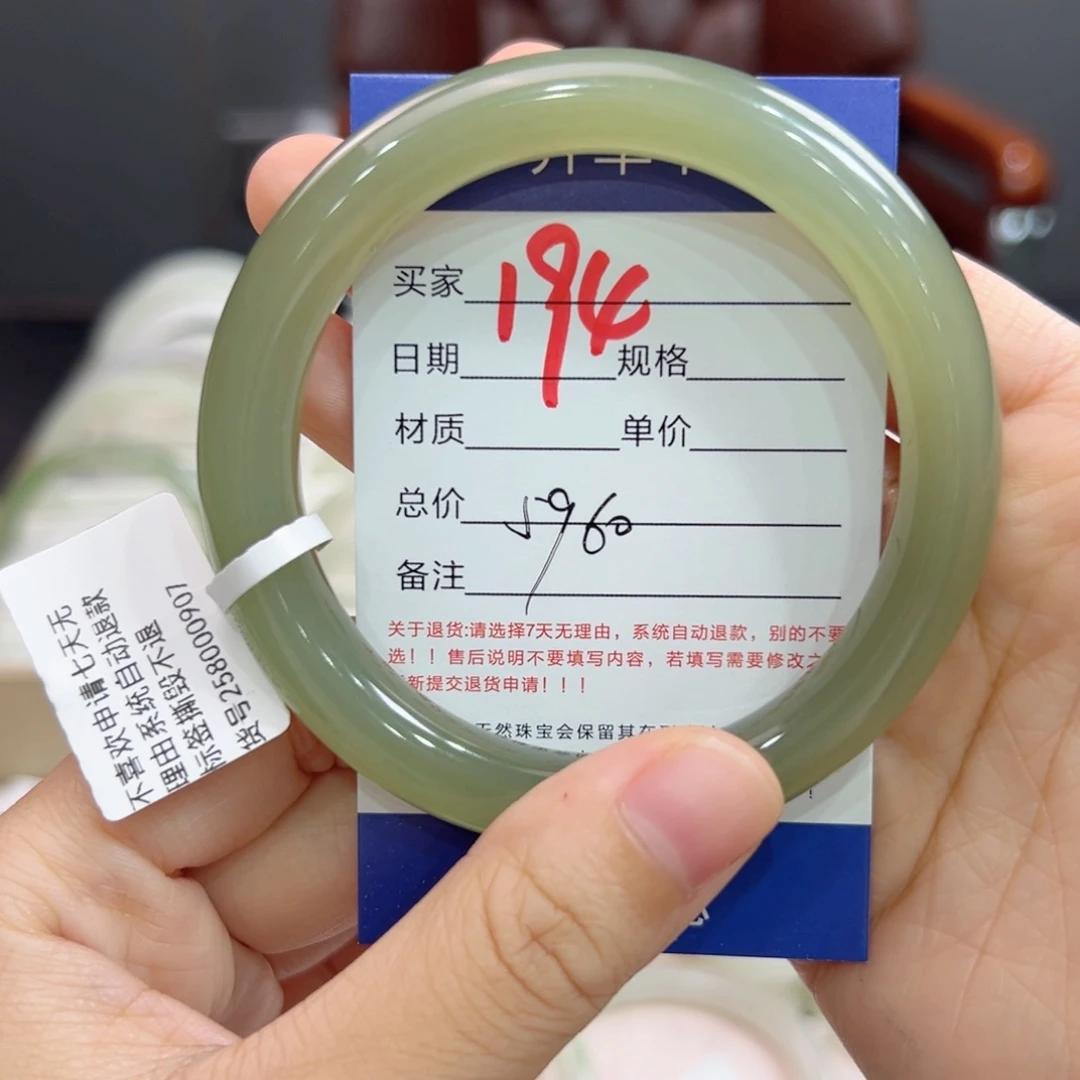 买家 194
日期 规格
材质 单价
总价 5960
备注
关于退货:请选择7天无理由，系统自动退款，别的不要
选！！售后说明不要填写内容，若填写需要修改之
新提交退货申请！！！
天然珠宝会保留其
不喜欢申请七天无
理由系统自动退款
标签撕毁不退
货号258000907